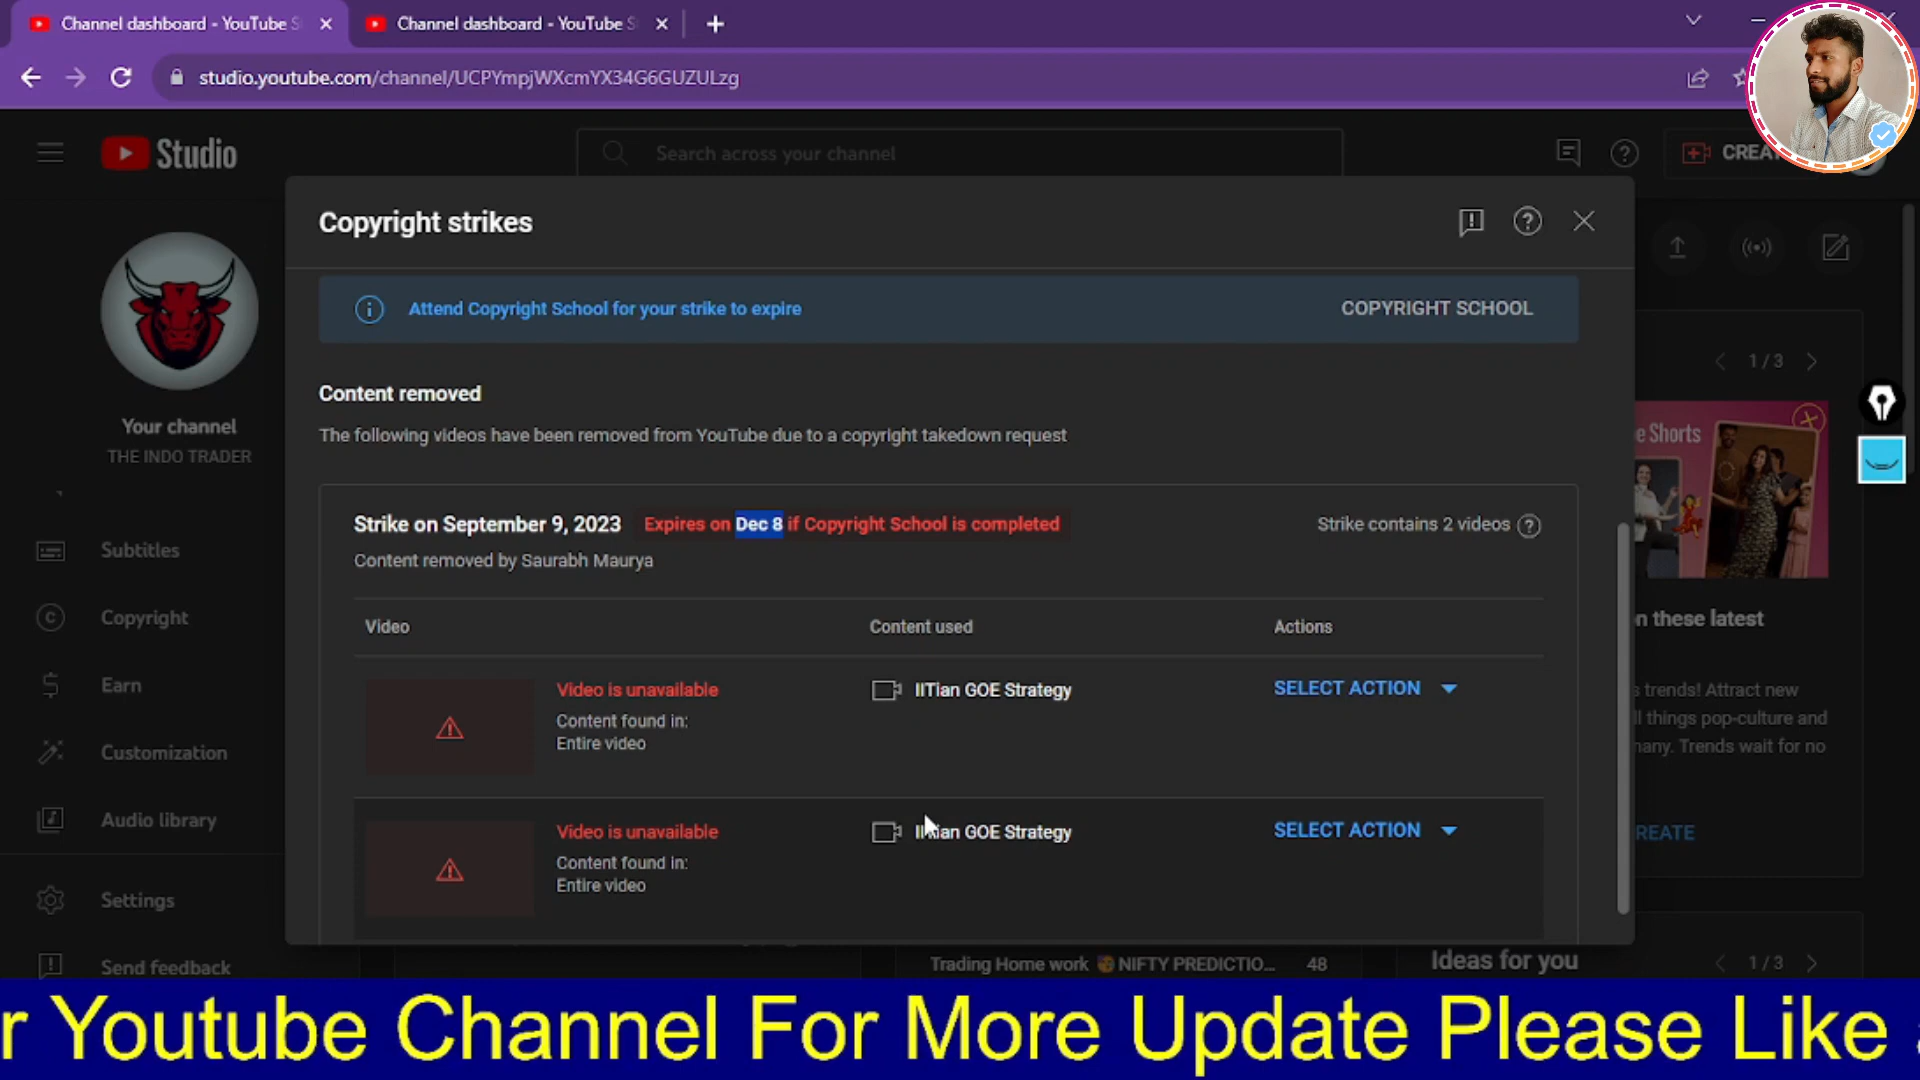 Channel dashboard - YouTube S
Channel dashboard - YouTube S
studio.youtube.com/channel/UCPYmpjWXcmYX34G6GUZULzg
Studio
Search across your channel
CREA
Copyright strikes
Attend Copyright School for your strike to expire
COPYRIGHT SCHOOL
Your channel
THE INDO TRADER
Content removed
The following videos have been removed from YouTube due to a copyright takedown request
1 / 3
e Shorts
Strike on September 9, 2023
Expires on Dec 8 if Copyright School is completed
Strike contains 2 videos
Content removed by Saurabh Maurya
Subtitles
Copyright
Earn
Customization
Audio library
Settings
Send feedback
Video
Content used
Actions
Video is unavailable
Content found in:
Entire video
IITian GOE Strategy
SELECT ACTION
Video is unavailable
Content found in:
Entire video
IITian GOE Strategy
SELECT ACTION
n these latest
s trends! Attract new
ll things pop-culture and
many. Trends wait for no
REATE
Trading Home work NIFTY PREDICTIO...
48
Ideas for you
1 / 3
r Youtube Channel For More Update Please Like